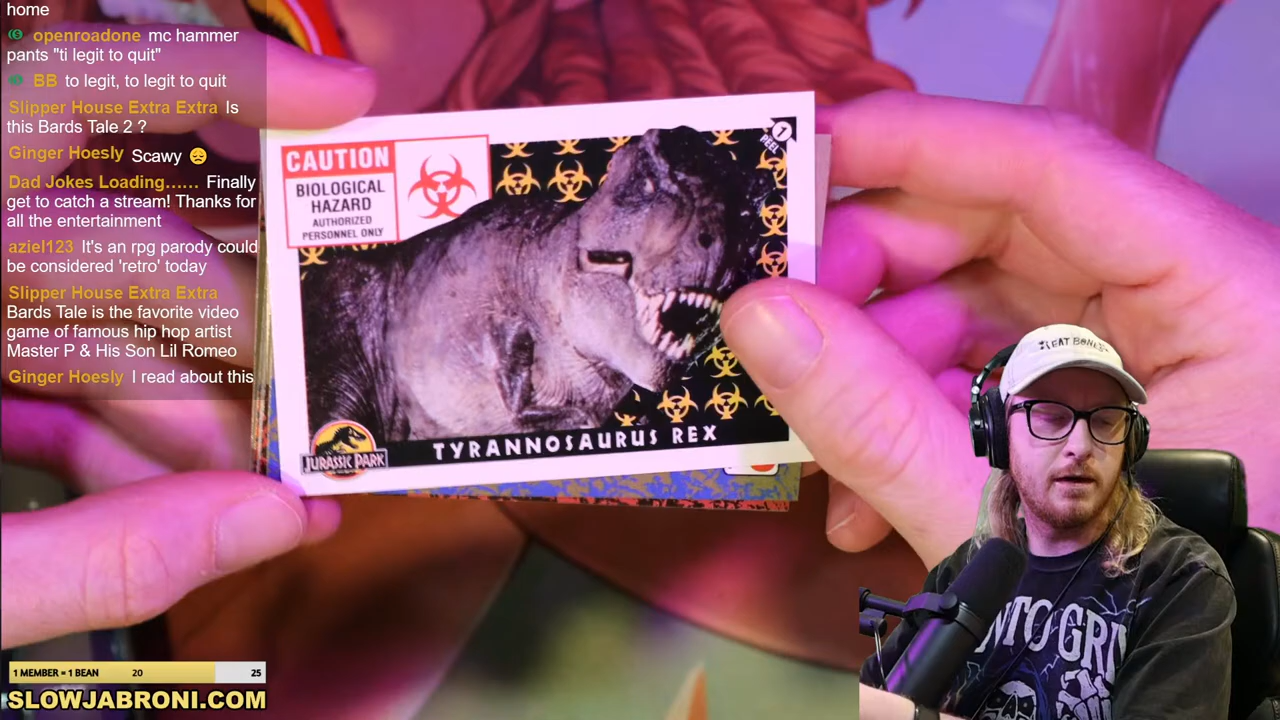 home
openroadone mc hammer
pants "ti legit to quit"
BB to legit, to legit to quit
Slipper House Extra Extra Is
this Bards Tale 2 ?
Ginger Hoesly Scawy 😔
Dad Jokes Loading...... Finally
get to catch a stream! Thanks for
all the entertainment
aziel123 It's an rpg parody could
be considered 'retro' today
Slipper House Extra Extra
Bards Tale is the favorite video
game of famous hip hop artist
Master P & His Son Lil Romeo
Ginger Hoesly I read about this
CAUTION
BIOLOGICAL
HAZARD
AUTHORIZED
PERSONNEL ONLY
7
PEEL
TYRANNOSAURUS REX
JURASSIC PARK
1 MEMBER = 1 BEAN 20 25
SLOWJABRONI.COM